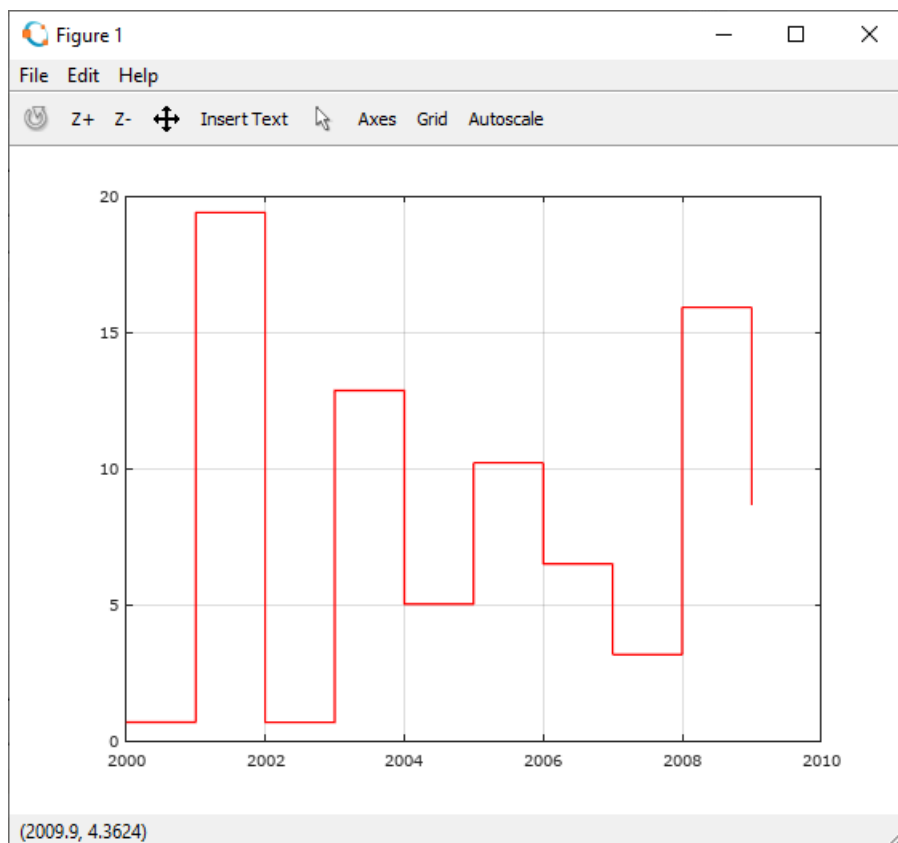 Figure 1
File Edit Help
Z+ Z- Insert Text Axes Grid Autoscale
20
15
10
5
0
2000 2002 2004 2006 2008 2010
(2009.9, 4.3624)